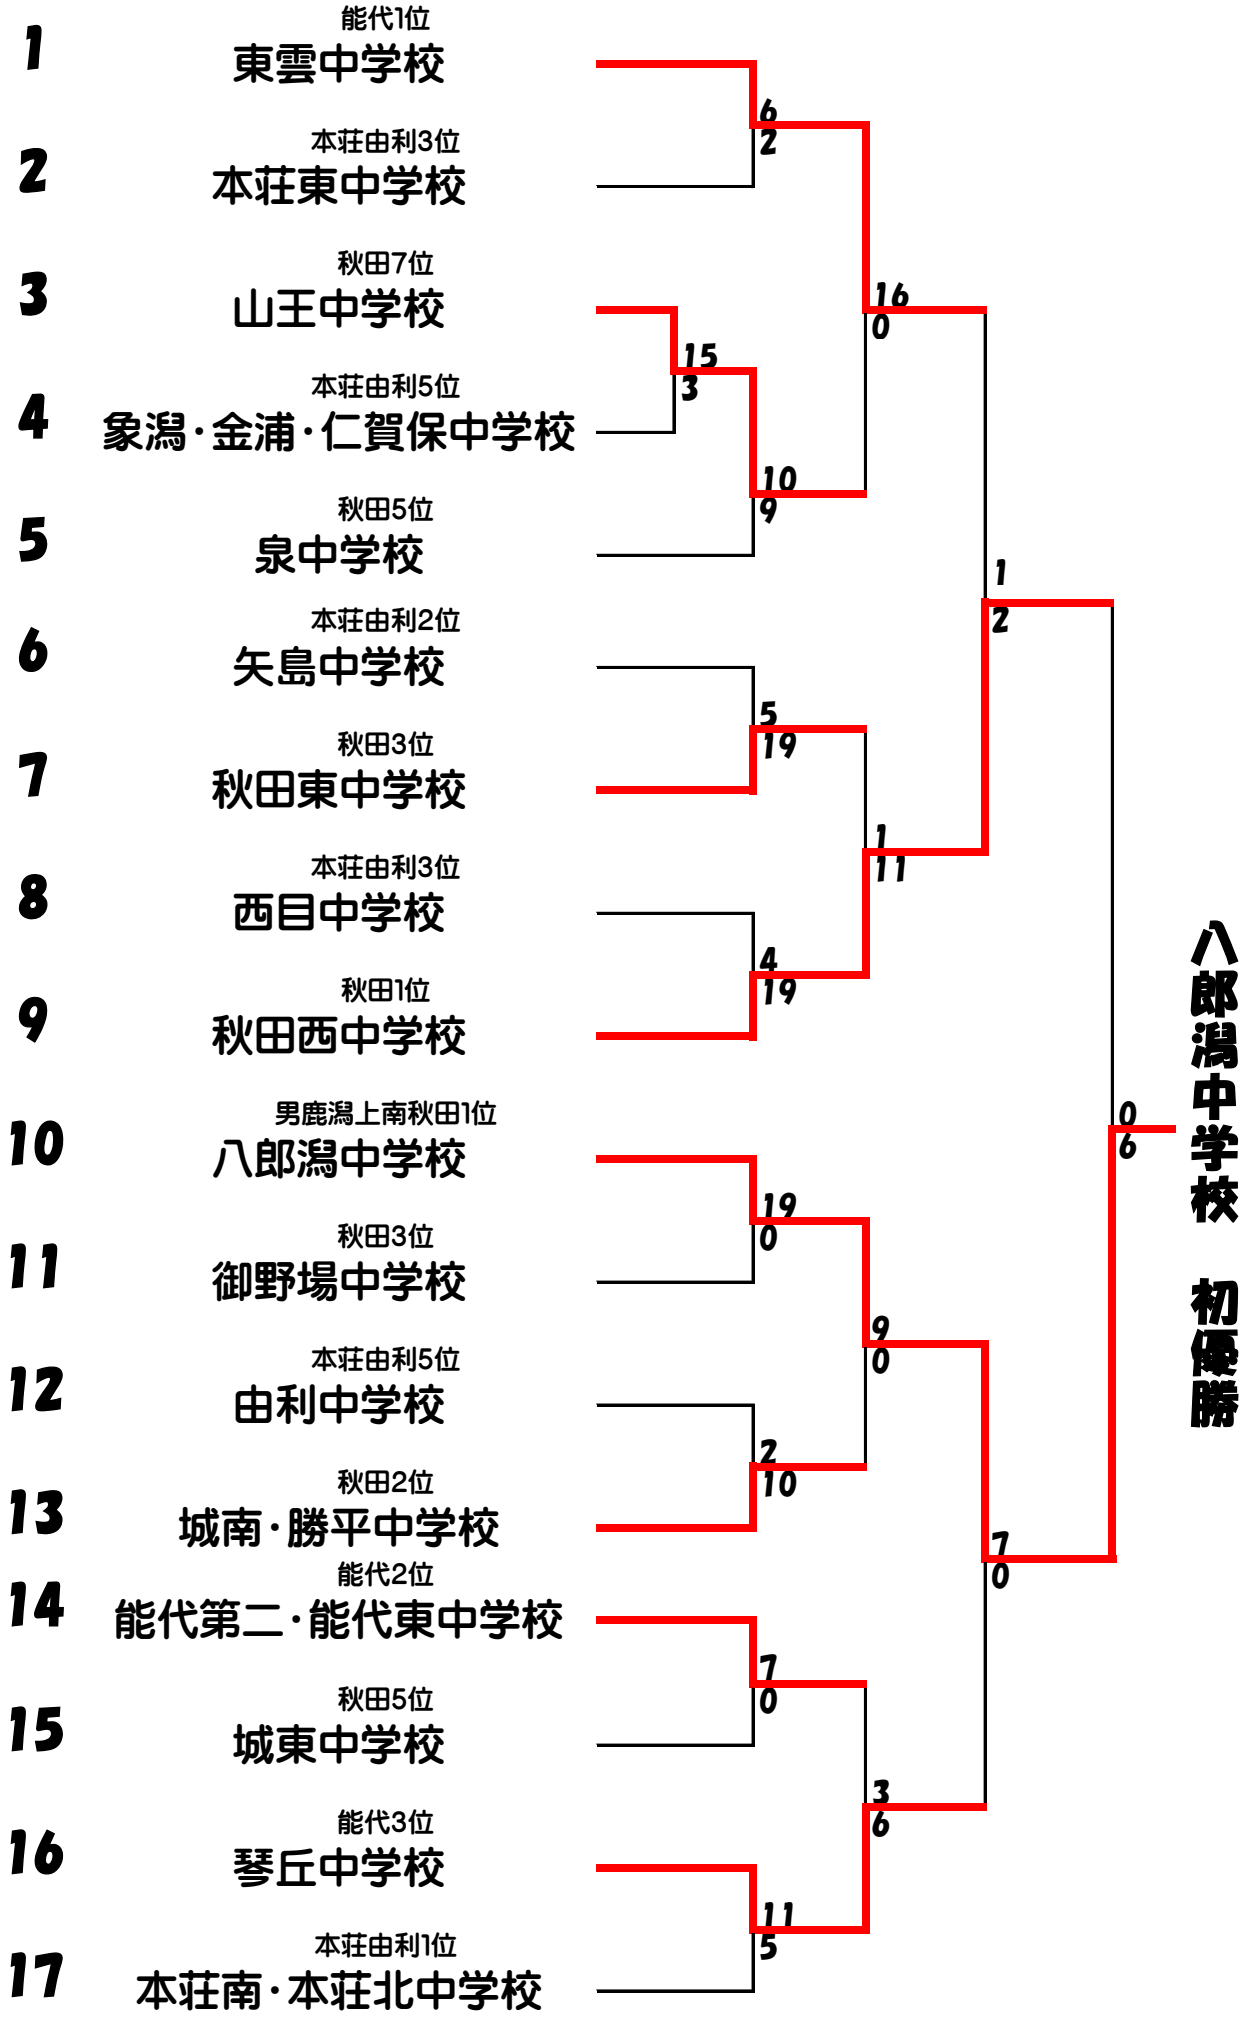 1
能代1位
東雲中学校
2
本荘由利3位
本荘東中学校
3
秋田7位
山王中学校
4
本荘由利5位
象潟・金浦・仁賀保中学校
5
秋田5位
泉中学校
6
本荘由利2位
矢島中学校
7
秋田3位
秋田東中学校
8
本荘由利3位
西目中学校
9
秋田1位
秋田西中学校
10
男鹿潟上南秋田1位
八郎潟中学校
11
秋田3位
御野場中学校
12
本荘由利5位
由利中学校
13
秋田2位
城南・勝平中学校
14
能代2位
能代第二・能代東中学校
15
秋田5位
城東中学校
16
能代3位
琴丘中学校
17
本荘由利1位
本荘南・本荘北中学校
15
3
6
2
10
9
5
19
4
19
19
0
2
10
7
0
11
5
16
0
1
11
9
0
3
6
1
2
7
0
0
6
八郎潟中学校 初優勝